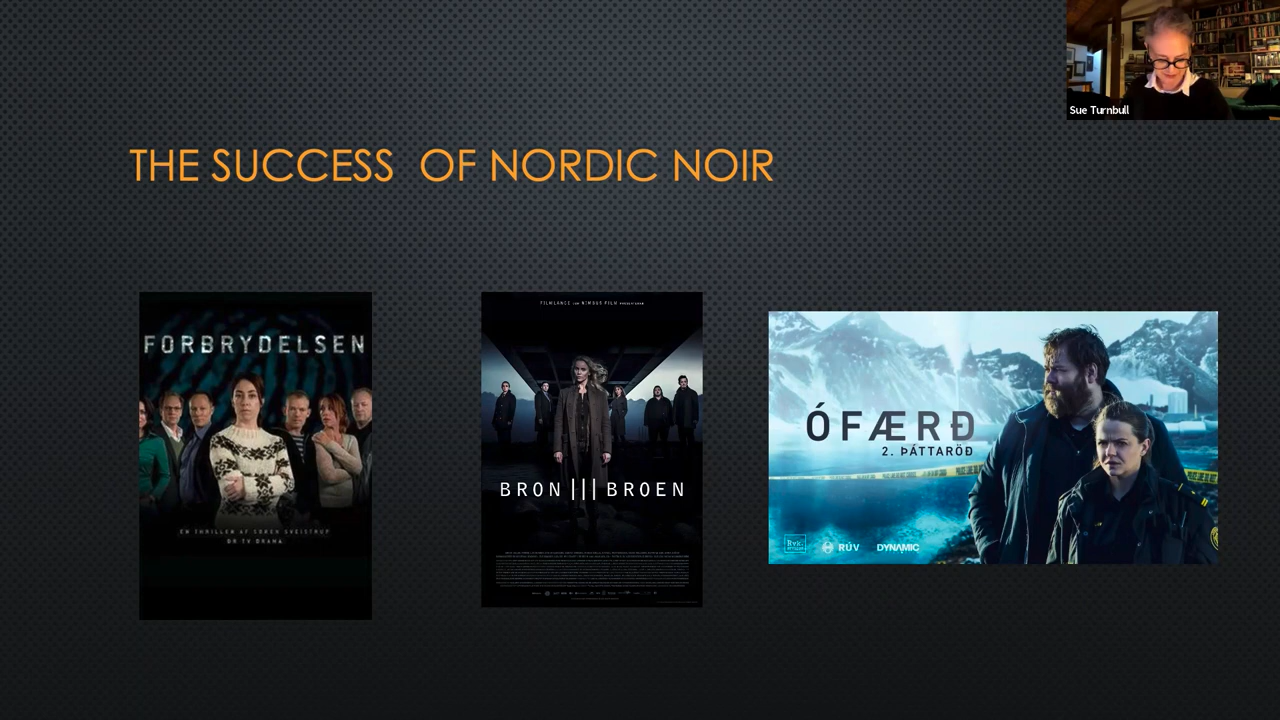 Sue Turnbull
THE SUCCESS  OF NORDIC NOIR
FORBRYDELSEN
EN THRILLER AF SØREN SVEISTRUP
DR TV DRAMA
FILMLANCE AND NIMBUS FILM
BRON ||| BROEN
ÓFÆRÐ
2. ÞÁTTARÖÐ
RVK.
RÚV
DYNAMIC